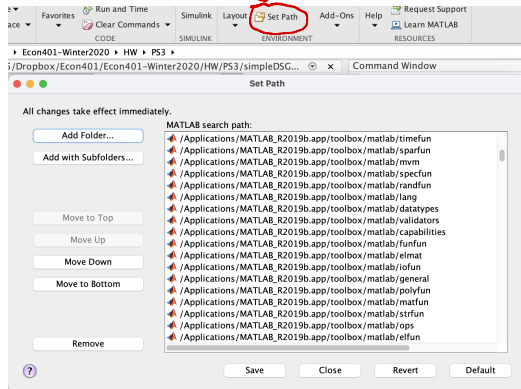 Favorites
Run and Time
Simulink
Layout
Set Path
Add-Ons
Help
Request Support
ace
Clear Commands
Learn MATLAB
CODE
SIMULINK
ENVIRONMENT
RESOURCES
Econ401-Winter2020 ▸ HW ▸ PS3 ▸
/Dropbox/Econ401/Econ401-Winter2020/HW/PS3/simpleDSG...
Command Window
Set Path
All changes take effect immediately.
MATLAB search path:
Add Folder...
Add with Subfolders...
Move to Top
Move Up
Move Down
Move to Bottom
Remove
/Applications/MATLAB_R2019b.app/toolbox/matlab/timefun
/Applications/MATLAB_R2019b.app/toolbox/matlab/sparfun
/Applications/MATLAB_R2019b.app/toolbox/matlab/mvm
/Applications/MATLAB_R2019b.app/toolbox/matlab/specfun
/Applications/MATLAB_R2019b.app/toolbox/matlab/randfun
/Applications/MATLAB_R2019b.app/toolbox/matlab/lang
/Applications/MATLAB_R2019b.app/toolbox/matlab/datatypes
/Applications/MATLAB_R2019b.app/toolbox/matlab/validators
/Applications/MATLAB_R2019b.app/toolbox/matlab/capabilities
/Applications/MATLAB_R2019b.app/toolbox/matlab/funfun
/Applications/MATLAB_R2019b.app/toolbox/matlab/elmat
/Applications/MATLAB_R2019b.app/toolbox/matlab/iofun
/Applications/MATLAB_R2019b.app/toolbox/matlab/general
/Applications/MATLAB_R2019b.app/toolbox/matlab/polyfun
/Applications/MATLAB_R2019b.app/toolbox/matlab/matfun
/Applications/MATLAB_R2019b.app/toolbox/matlab/strfun
/Applications/MATLAB_R2019b.app/toolbox/matlab/ops
/Applications/MATLAB_R2019b.app/toolbox/matlab/elfun
?
Save
Close
Revert
Default